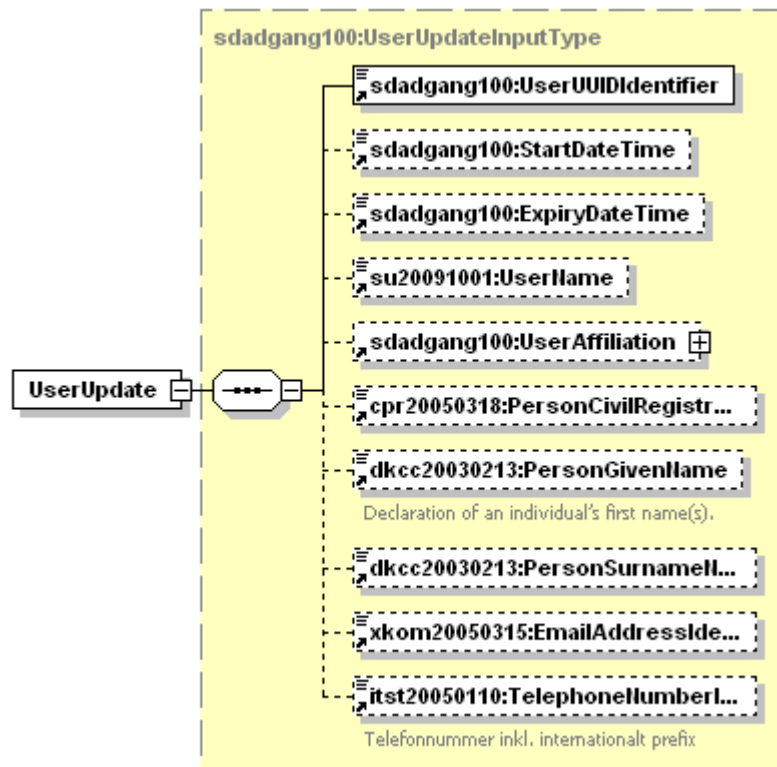 sdadgang100:UserUpdateInputType
sdadgang100:UserUUIDIdentifier
sdadgang100:StartDateTime
sdadgang100:ExpiryDateTime
su20091001:UserName
sdadgang100:UserAffiliation
UserUpdate
cpr20050318:PersonCivilRegistr...
dkcc20030213:PersonGivenName
Declaration of an individual's first name(s).
dkcc20030213:PersonSurnameN...
xkom20050315:EmailAddressIde...
itst20050110:TelephoneNumberI...
Telefonnummer inkl. internationalt prefix